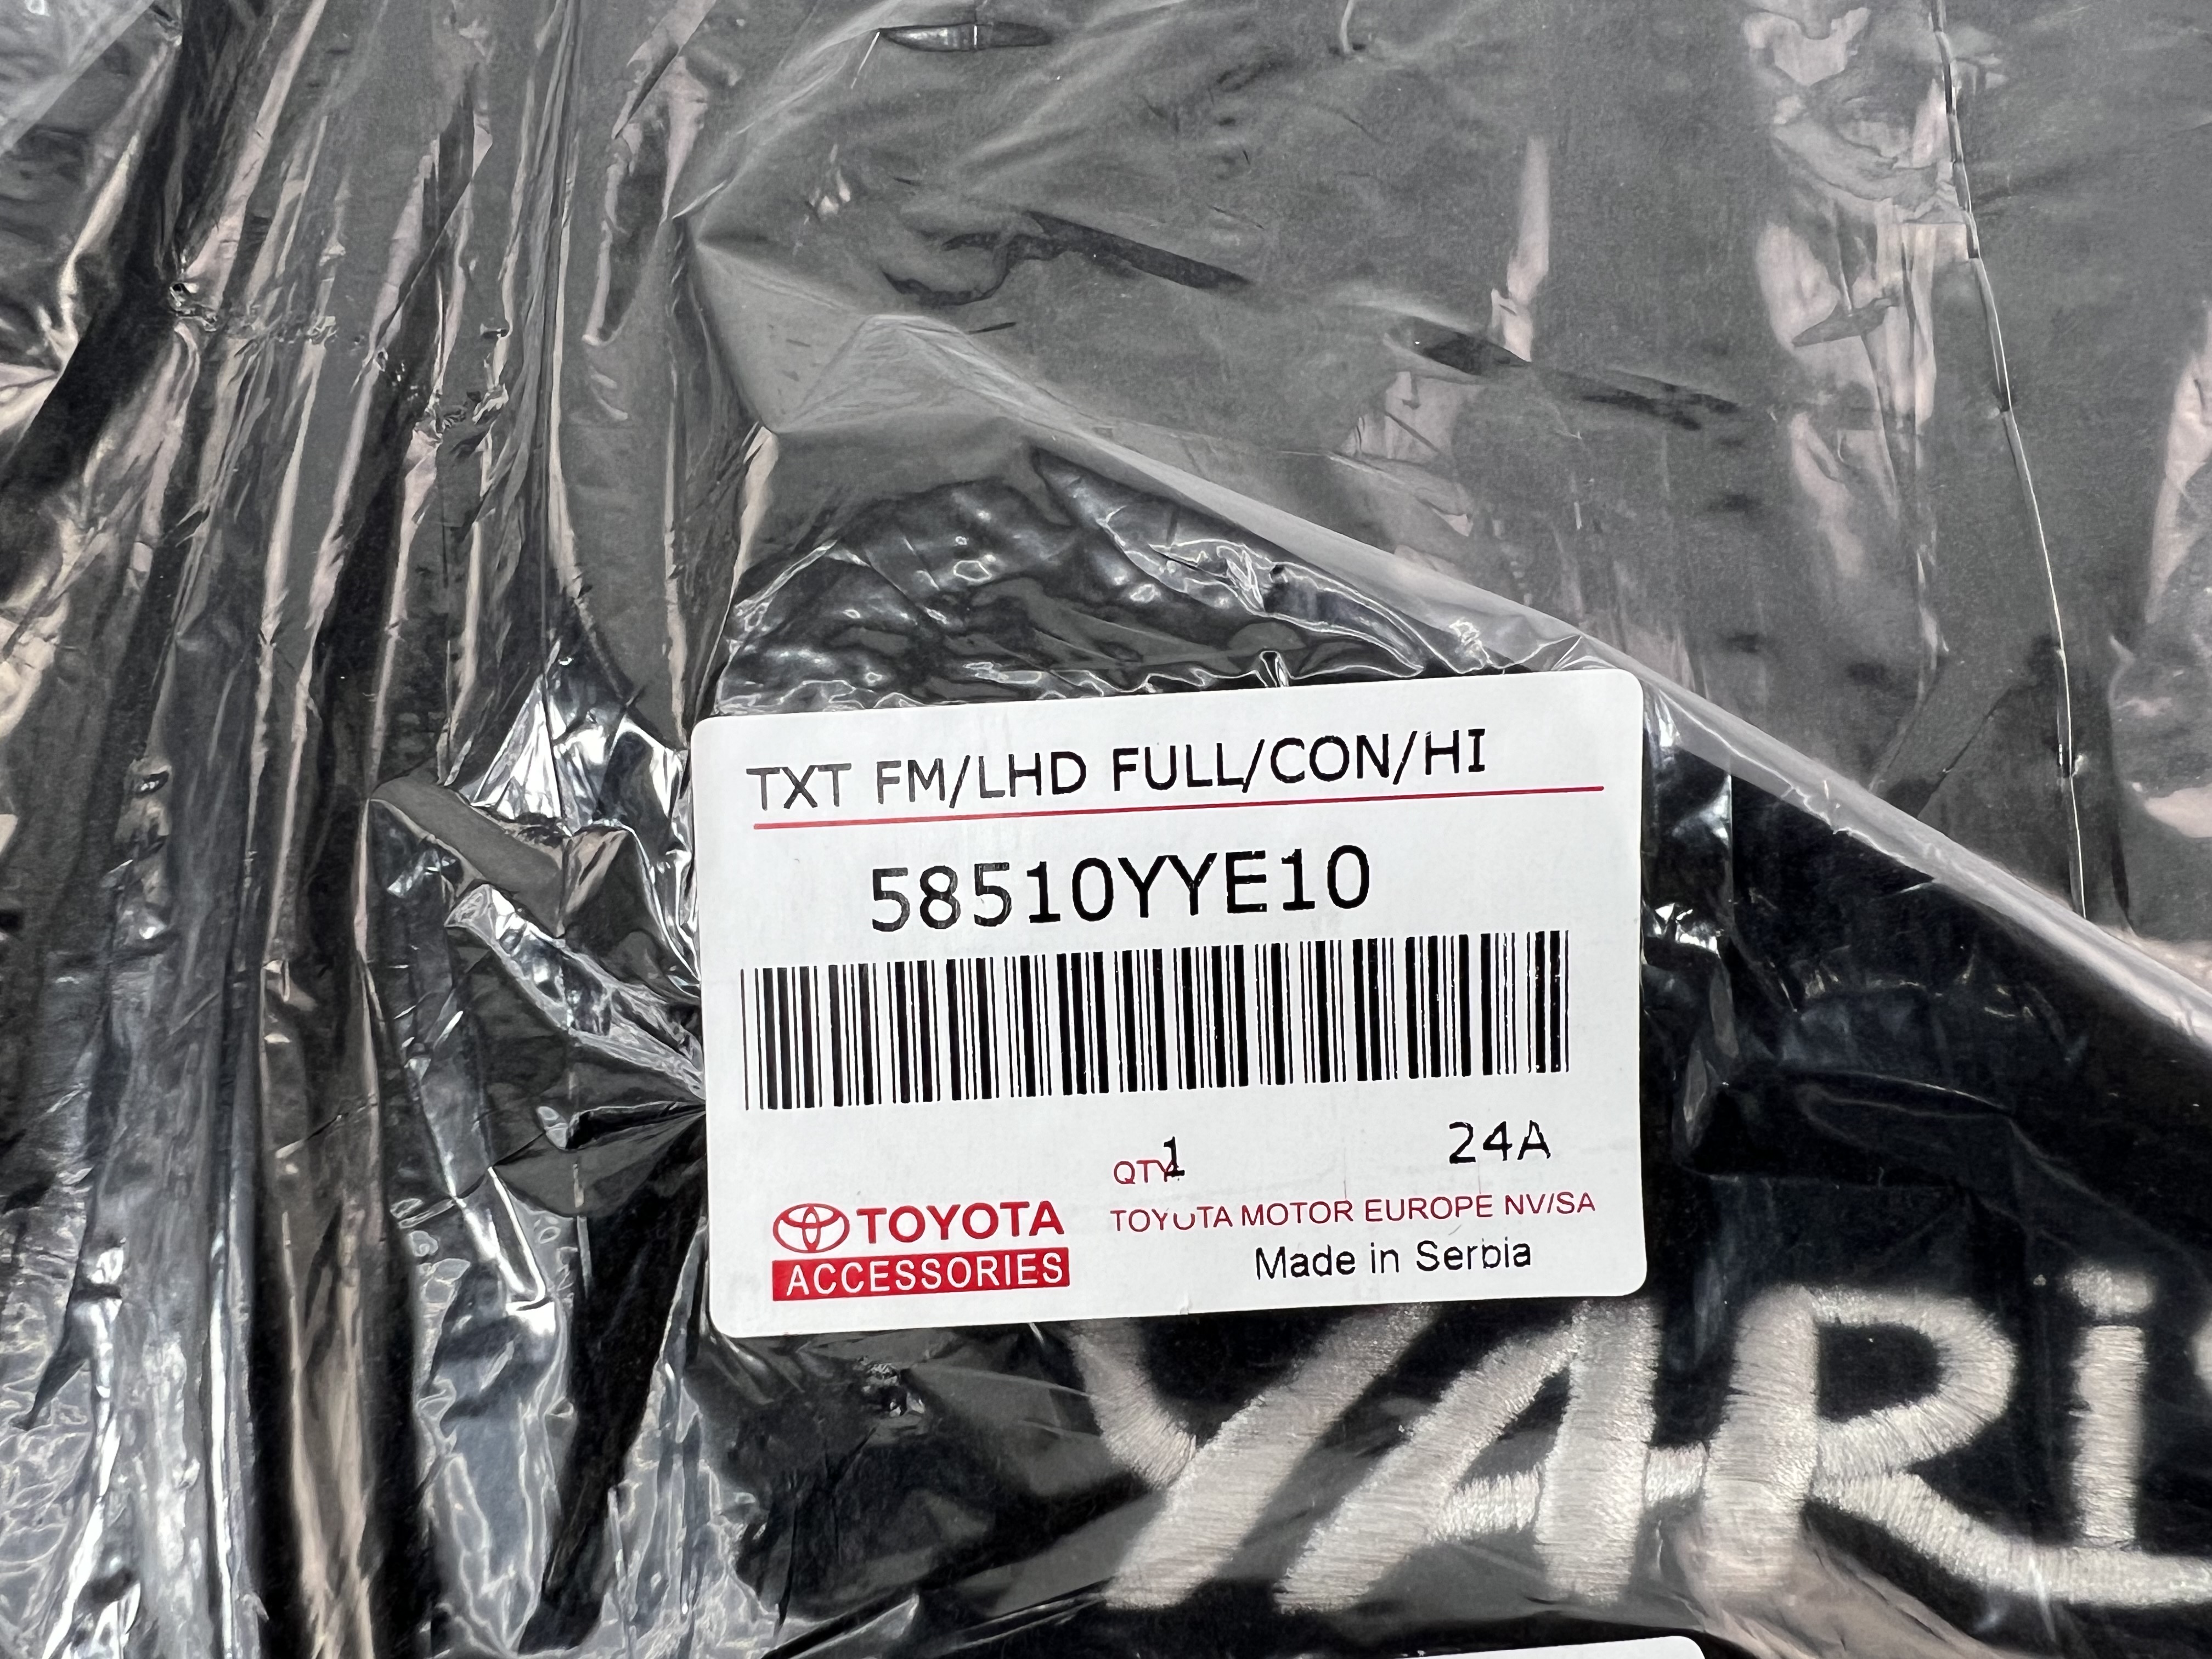 TXT FM/LHD FULL/CON/HI
58510YYE10
QTY 1
24A
TOYOTA MOTOR EUROPE NV/SA
Made in Serbia
TOYOTA
ACCESSORIES
YARiS